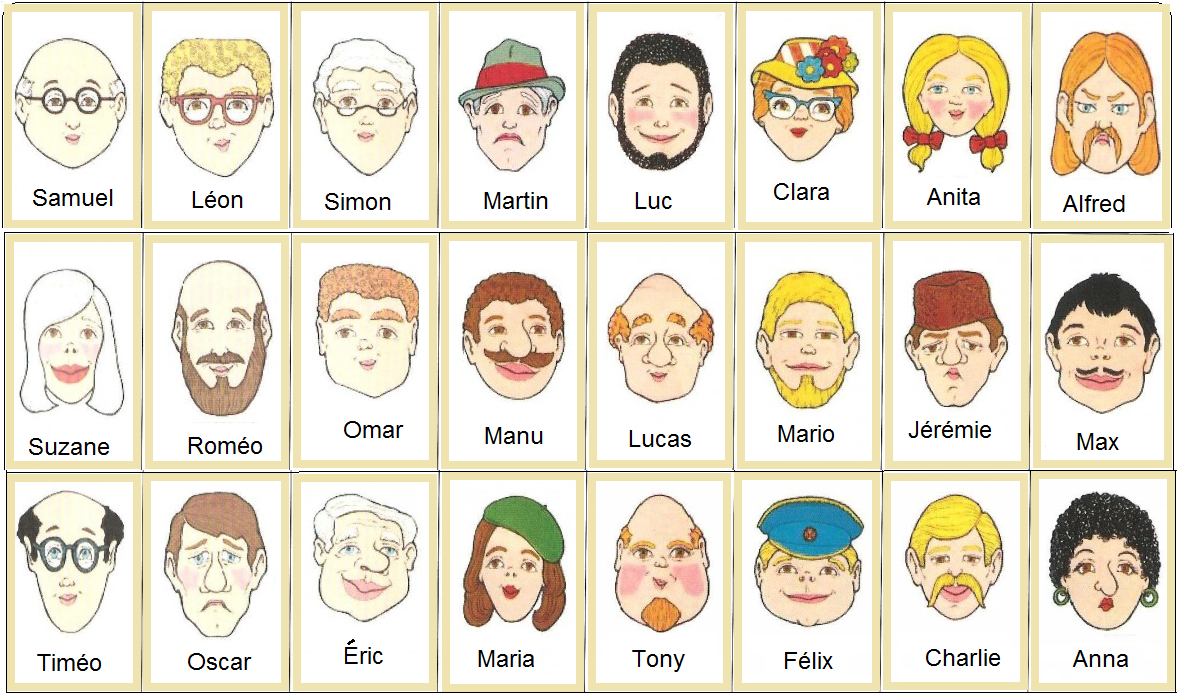 Samuel
Léon
Simon
Martin
Luc
Clara
Anita
Alfred
Suzane
Roméo
Omar
Manu
Lucas
Mario
Jérémie
Max
Timéo
Oscar
Éric
Maria
Tony
Félix
Charlie
Anna